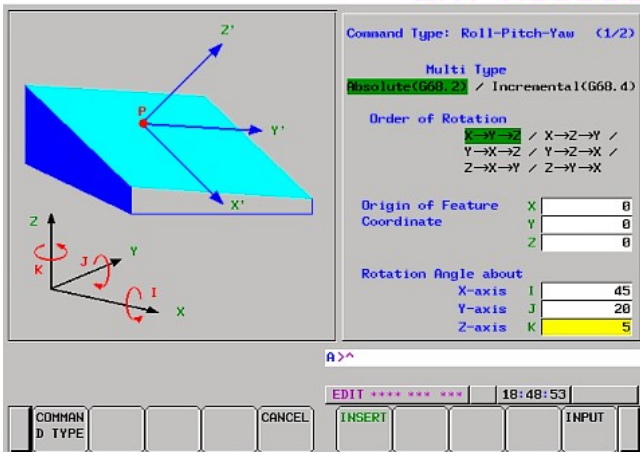 Z'
P
Y'
X'
Z
K
J
Y
I
X
Command Type: Roll-Pitch-Yaw (1/2)
Multi Type
Absolute(G68.2) / Incremental(G68.4)
Order of Rotation
X→Y→Z / X→Z→Y /
Y→X→Z / Y→Z→X /
Z→X→Y / Z→Y→X
Origin of Feature X 0
Coordinate Y 0
Z 0
Rotation Angle about
X-axis I 45
Y-axis J 20
Z-axis K 5
A>^
EDIT **** *** *** 18:48:53
COMMAN
D TYPE
CANCEL
INSERT
INPUT